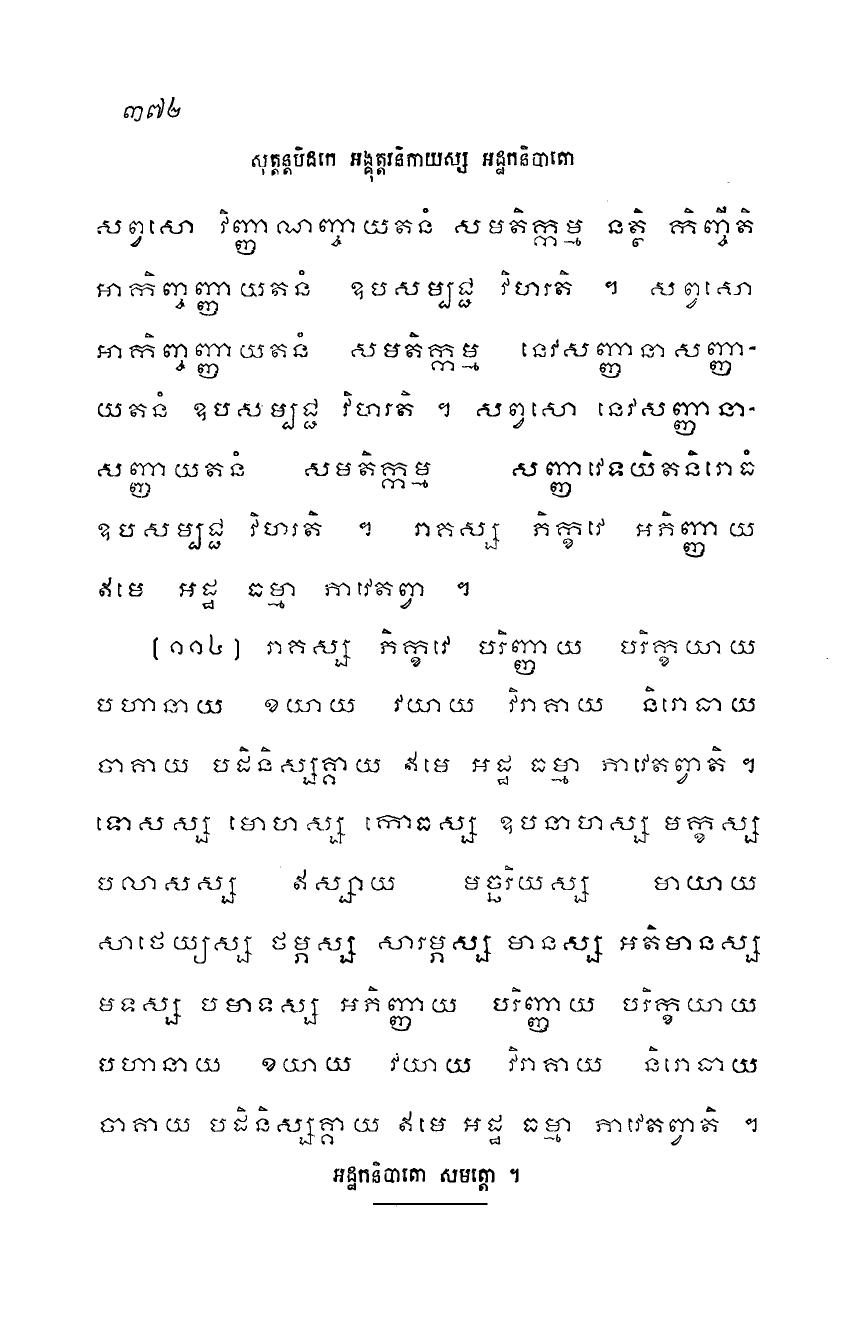 ៣៧៤
សុត្តន្តបិដកេ អង្គុត្តរនិកាយស្ស អដ្ឋកនិបាតោ
សព្វសោ វិញ្ញាណញ្ចាយតនំ សមតិក្កម្ម នត្ថិ កិញ្ចីតិ
អាកិញ្ចញ្ញាយតនំ ឧបសម្បជ្ជ វិហរតិ ។ សព្វសោ
អាកិញ្ចញ្ញាយតនំ សមតិក្កម្ម នេវសញ្ញានាសញ្ញា-
យតនំ ឧបសម្បជ្ជ វិហរតិ ។ សព្វសោ នេវសញ្ញានា-
សញ្ញាយតនំ សមតិក្កម្ម សញ្ញាវេទយិតនិរោធំ
ឧបសម្បជ្ជ វិហរតិ ។ រាគស្ស ភិក្ខវេ អភិញ្ញាយ
ឥមេ អដ្ឋ ធម្មា ភាវេតព្វា ។
[១១៤] រាគស្ស ភិក្ខវេ បរិញ្ញាយ បរិក្ខយាយ
បហានាយ ខយាយ វយាយ វិរាគាយ និរោធាយ
ចាគាយ បដិនិស្សគ្គាយ ឥមេ អដ្ឋ ធម្មា ភាវេតព្វាតិ ។
ទោសស្ស មោហស្ស កោធស្ស ឧបនាហស្ស មក្ខស្ស
បលាសស្ស ឥស្សាយ មច្ឆរិយស្ស មាយាយ
សាថេយ្យស្ស ថម្ភស្ស សារម្ភស្ស មានស្ស អតិមានស្ស
មទស្ស បមាទស្ស អភិញ្ញាយ បរិញ្ញាយ បរិក្ខយាយ
បហានាយ ខយាយ វយាយ វិរាគាយ និរោធាយ
ចាគាយ បដិនិស្សគ្គាយ ឥមេ អដ្ឋ ធម្មា ភាវេតព្វាតិ ។
អដ្ឋកនិបាតោ សមត្តោ ។